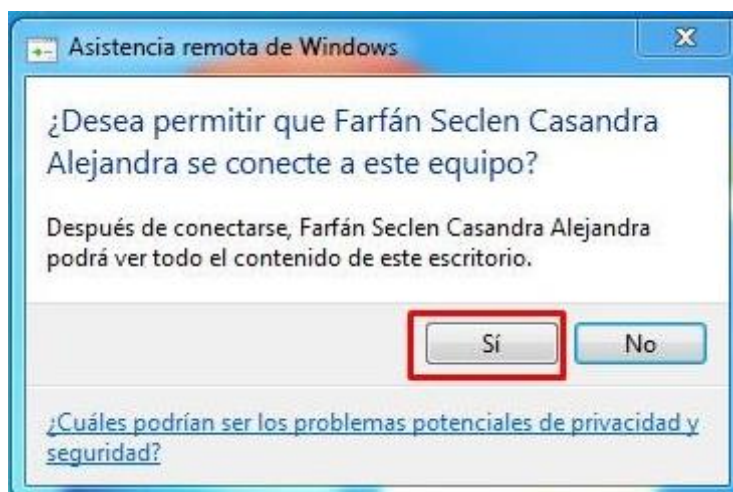 Asistencia remota de Windows
¿Desea permitir que Farfán Seclen Casandra
Alejandra se conecte a este equipo?
Después de conectarse, Farfán Seclen Casandra Alejandra
podrá ver todo el contenido de este escritorio.
Sí
No
¿Cuáles podrían ser los problemas potenciales de privacidad y
seguridad?